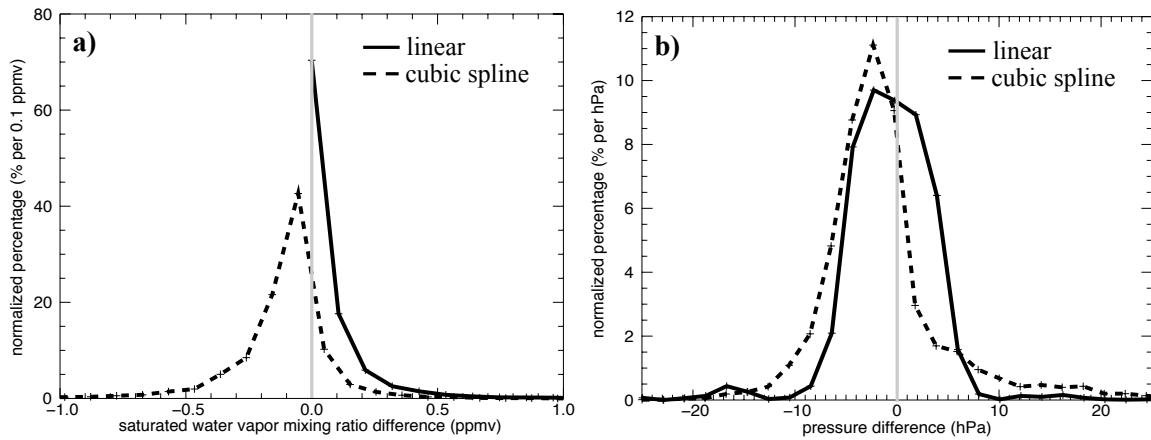 a)
linear
cubic spline
normalized percentage (% per 0.1 ppmv)
80
60
40
20
0
-1.0 -0.5 0.0 0.5 1.0
saturated water vapor mixing ratio difference (ppmv)
b)
linear
cubic spline
normalized percentage (% per hPa)
12
10
8
6
4
2
0
-20 -10 0 10 20
pressure difference (hPa)